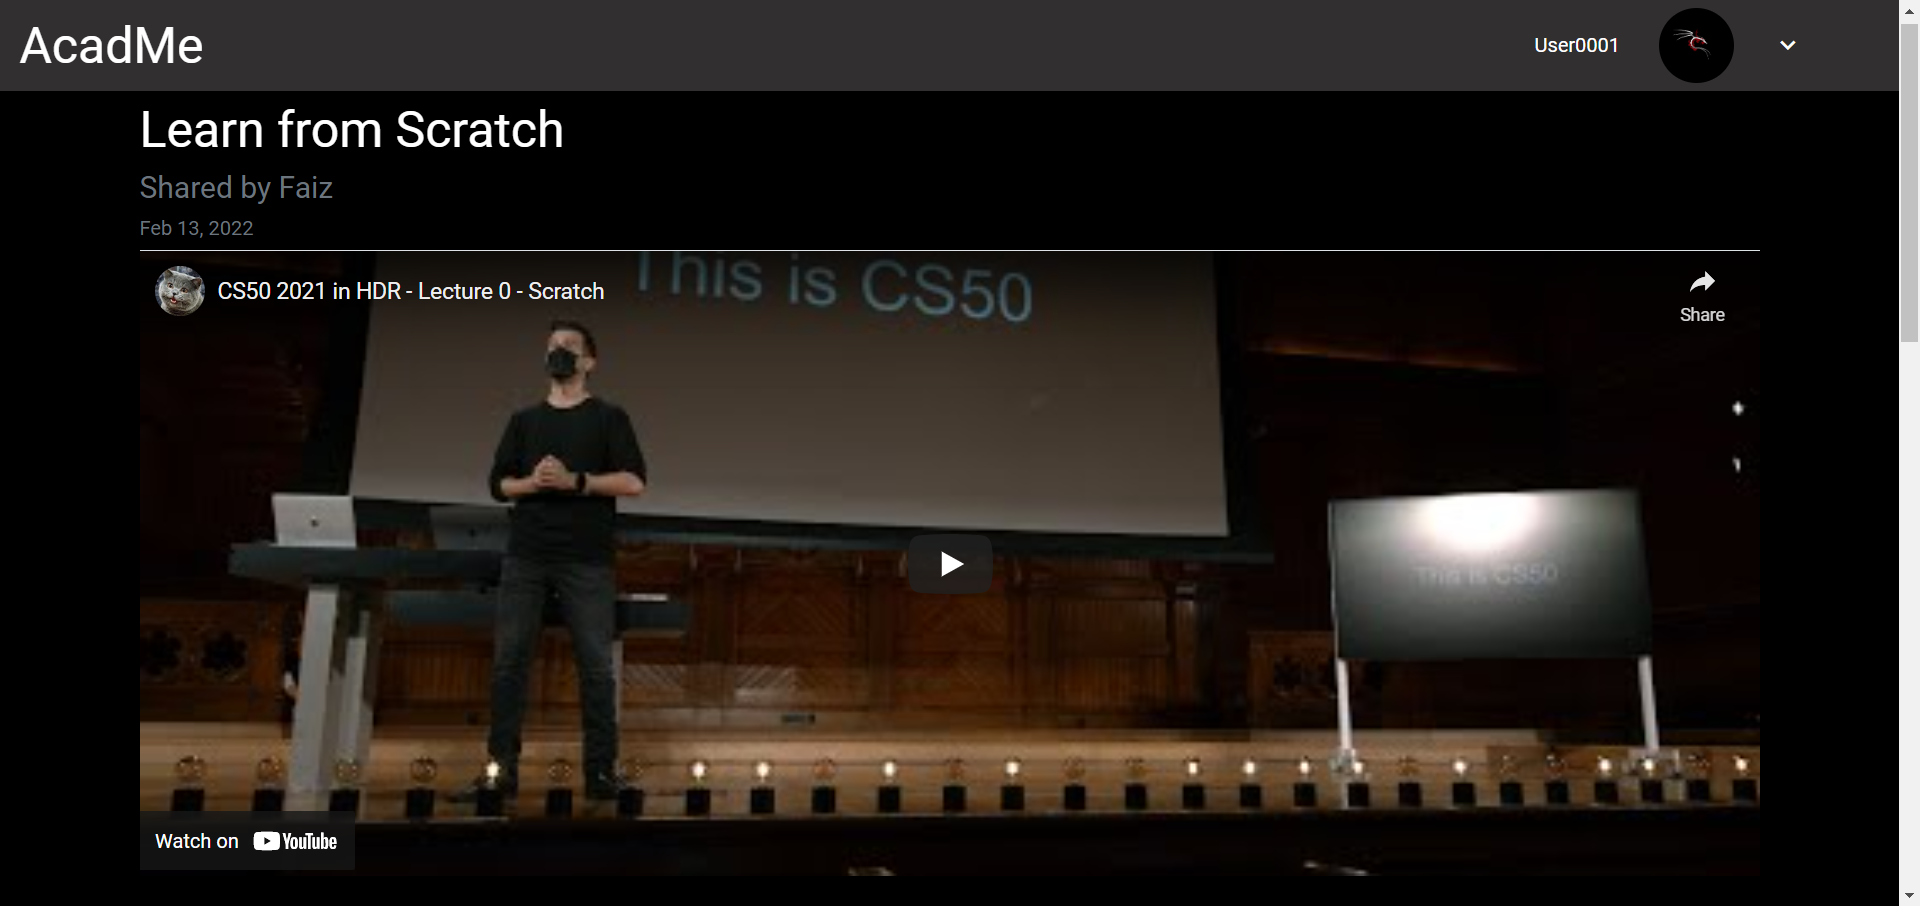 AcadMe
User0001
Learn from Scratch
Shared by Faiz
Feb 13, 2022
CS50 2021 in HDR - Lecture 0 - Scratch
Share
This is CS50
This is CS50
Watch on YouTube